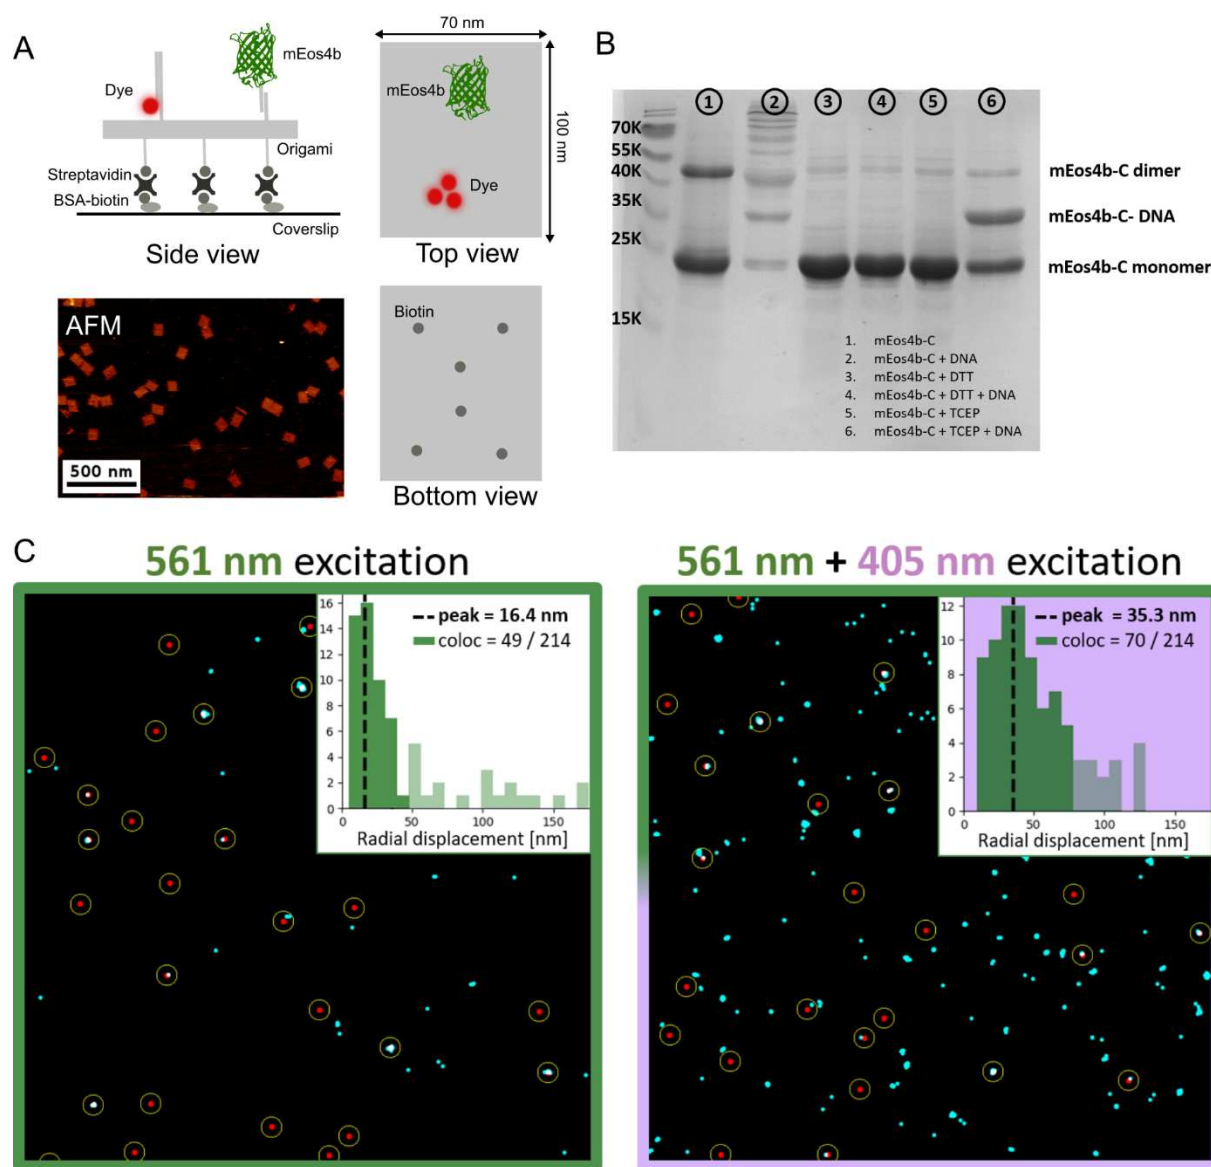 A
Dye
mEos4b
Origami
Streptavidin
BSA-biotin
Coverslip
Side view
70 nm
mEos4b
100 nm
Dye
Top view
AFM
500 nm
Biotin
Bottom view
B
1 2 3 4 5 6
70K
55K
40K
35K
25K
15K
mEos4b-C dimer
mEos4b-C- DNA
mEos4b-C monomer
1. mEos4b-C
2. mEos4b-C + DNA
3. mEos4b-C + DTT
4. mEos4b-C + DTT + DNA
5. mEos4b-C + TCEP
6. mEos4b-C + TCEP + DNA
C
561 nm excitation
16
14
12
10
8
6
4
2
0
peak = 16.4 nm
coloc = 49 / 214
0 50 100 150
Radial displacement [nm]
561 nm + 405 nm excitation
12
10
8
6
4
2
0
peak = 35.3 nm
coloc = 70 / 214
0 50 100 150
Radial displacement [nm]